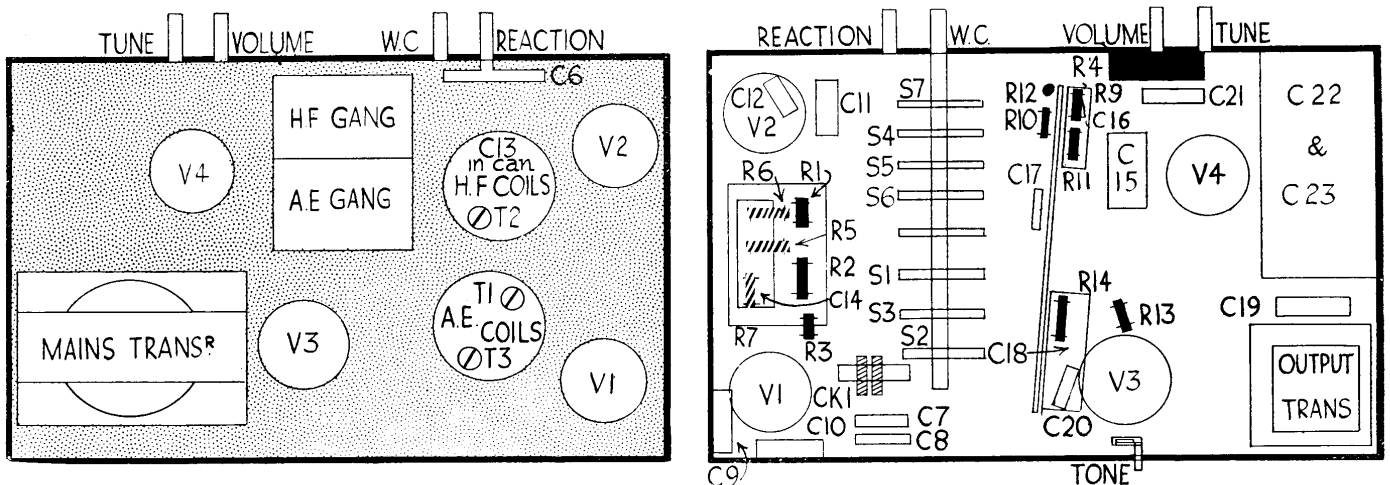 TUNE
VOLUME
W.C
REACTION
C6
H.F GANG
A.E GANG
V4
C13
in can
H.F COILS
T2
V2
MAINS TRANSR
V3
T1
A.E.
COILS
T3
V1
REACTION
W.C.
VOLUME
TUNE
C12
V2
C11
S7
S4
S5
S6
S1
S3
S2
R6
R1
R5
R2
C14
R7
R3
V1
CK1
C10
C7
C8
C9
R4
R12
R10
R9
C16
R11
C17
C21
C
15
V4
C22
&
C23
R14
C18
R13
V3
C20
C19
OUTPUT
TRANS
TONE